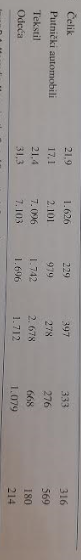 Čelik 21,9 1.626 229 397 333 316
Putnički automobili 17,1 2.101 979 278 276 569
Tekstil 21,4 7.096 1.742 2.678 668 180
Odeća 31,3 7.103 1.696 1.712 1.079 214